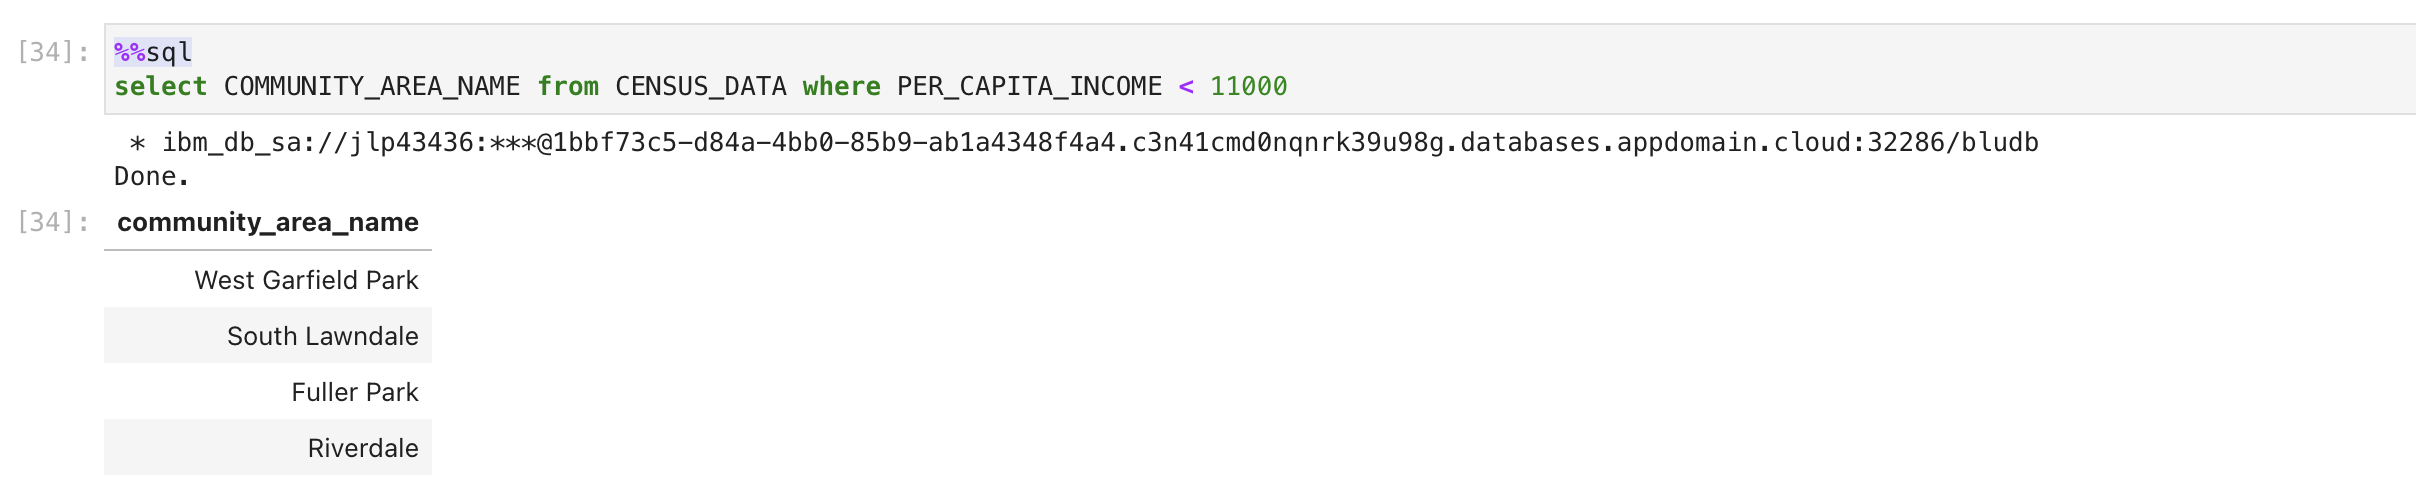 [34]: %%sql
select COMMUNITY_AREA_NAME from CENSUS_DATA where PER_CAPITA_INCOME < 11000
* ibm_db_sa://jlp43436:***@1bbf73c5-d84a-4bb0-85b9-ab1a4348f4a4.c3n41cmd0nqnrk39u98g.databases.appdomain.cloud:32286/bludb
Done.
[34]: community_area_name
West Garfield Park
South Lawndale
Fuller Park
Riverdale